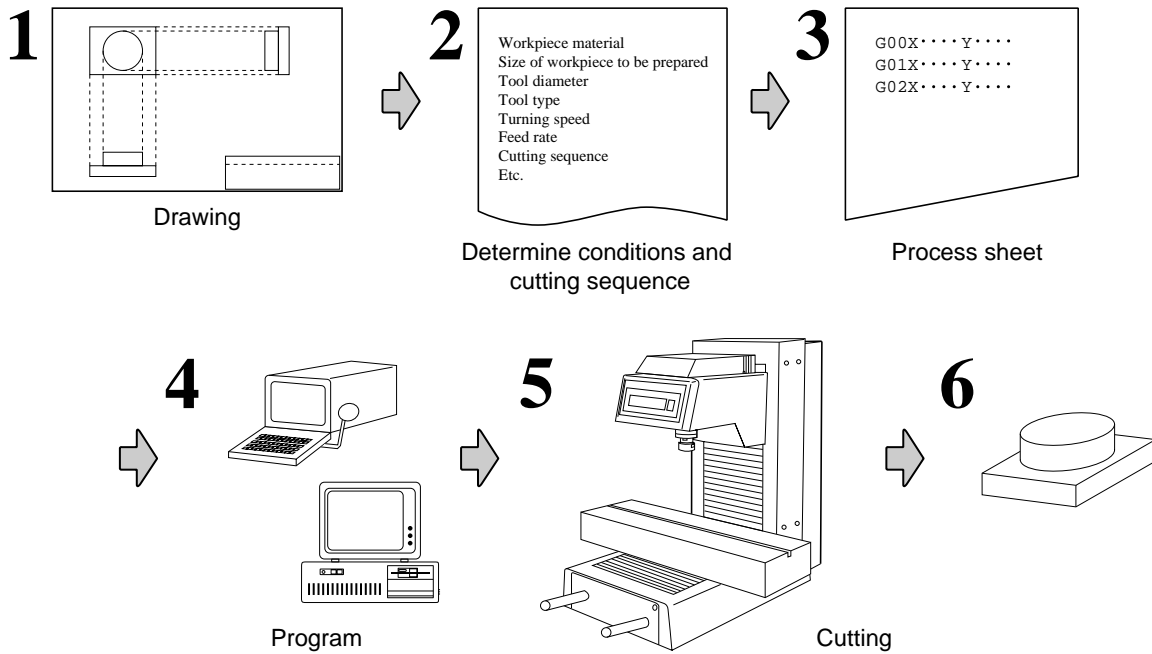 1
Drawing
2
Workpiece material
Size of workpiece to be prepared
Tool diameter
Tool type
Turning speed
Feed rate
Cutting sequence
Etc.
Determine conditions and
cutting sequence
3
G00X････Y････
G01X････Y････
G02X････Y････
Process sheet
4
Program
5
Cutting
6